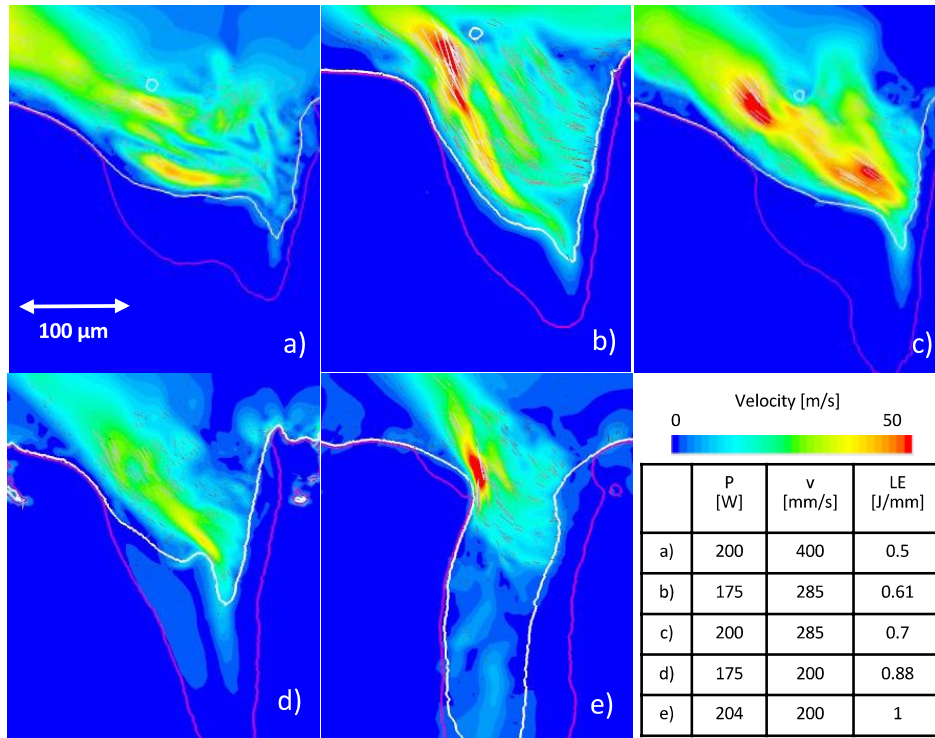 a)
b)
c)
100 µm
d)
e)
Velocity [m/s]
0 50
P [W] v [mm/s] LE [J/mm]
a) 200 400 0.5
b) 175 285 0.61
c) 200 285 0.7
d) 175 200 0.88
e) 204 200 1